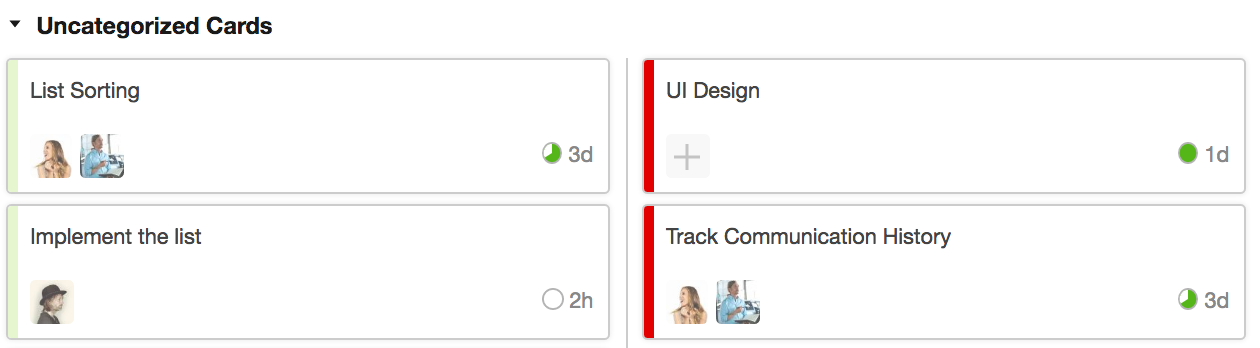 Uncategorized Cards
List Sorting
3d
Implement the list
2h
UI Design
1d
Track Communication History
3d